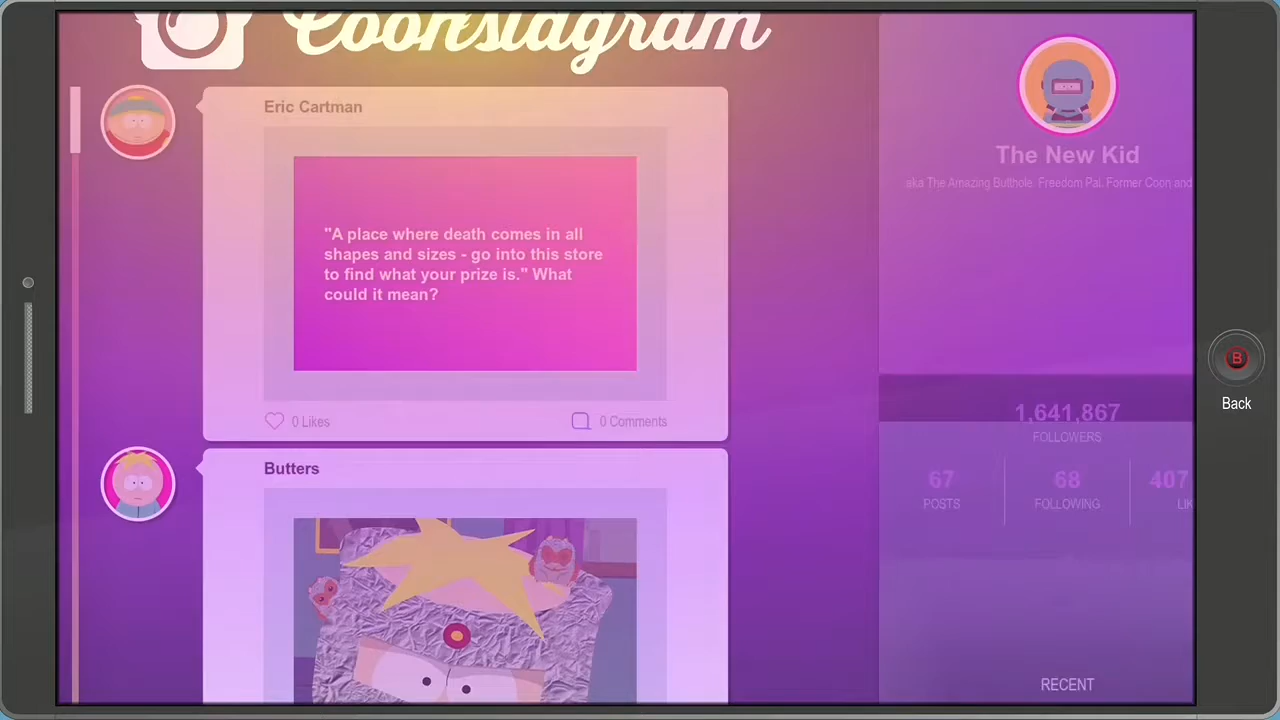 Coonstagram
Eric Cartman
"A place where death comes in all
shapes and sizes - go into this store
to find what your prize is." What
could it mean?
0 Likes
0 Comments
Butters
The New Kid
aka The Amazing Butthole. Freedom Pal. Former Coon and
1,641,867
FOLLOWERS
67
68
407
POSTS
FOLLOWING
LIK
RECENT
B
Back